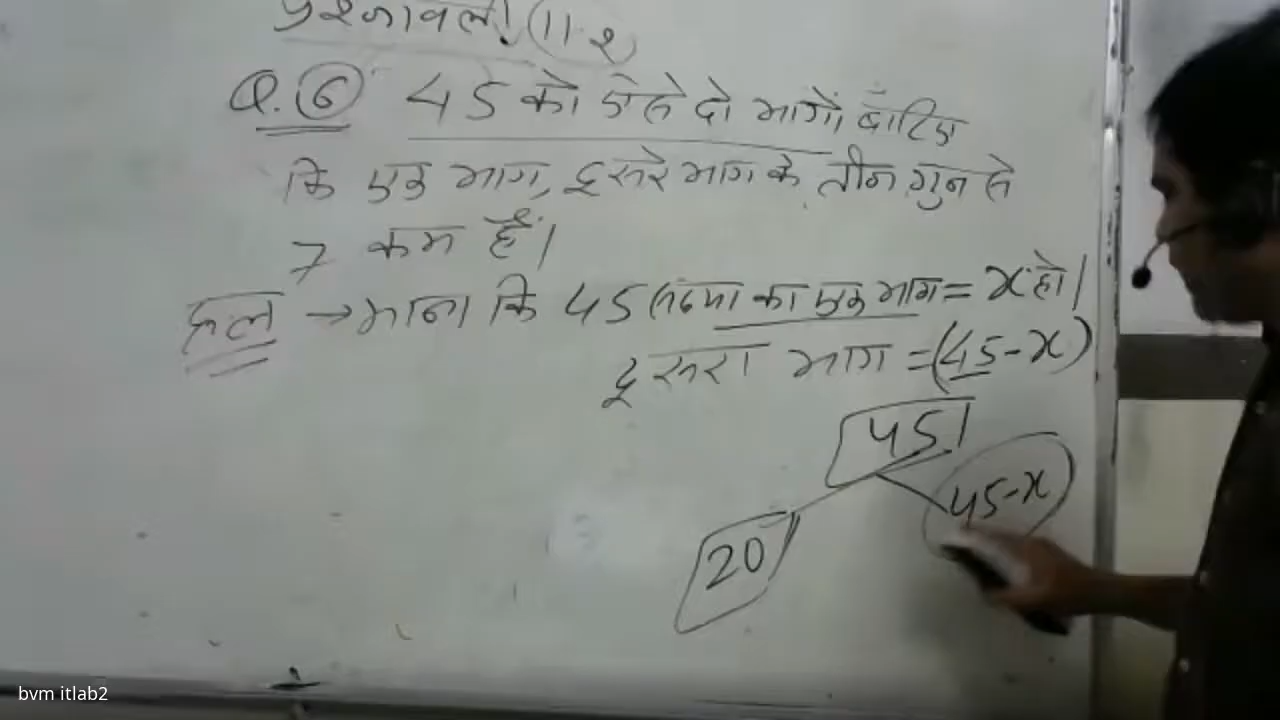 प्रश्नावली (11.2)
Q.6 45 को ऐसे दो भागों बाँटिए
कि एक भाग, दूसरे भाग के तीन गुने से
7 कम है।
हल → माना कि 45 संख्या का एक भाग = x हो।
दूसरा भाग = (45-x)
45
45-x
20
bvm itlab2